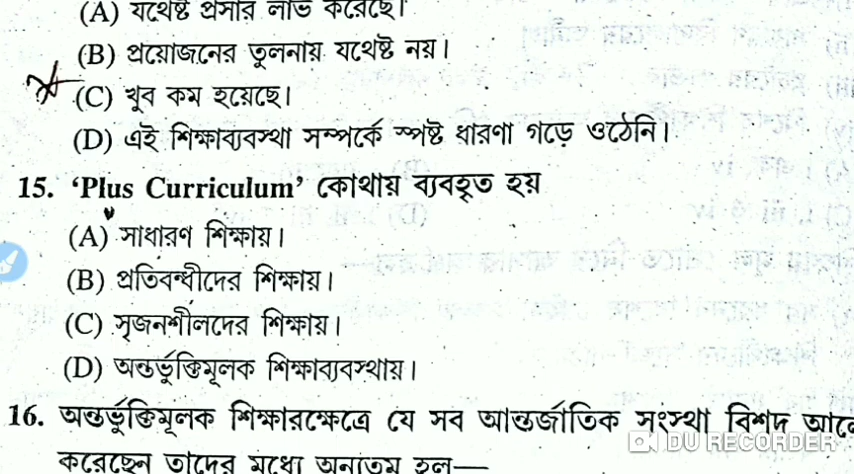 (A) যথেষ্ট প্রসার লাভ করেছে।
(B) প্রয়োজনের তুলনায় যথেষ্ট নয়।
(C) খুব কম হয়েছে।
(D) এই শিক্ষাব্যবস্থা সম্পর্কে স্পষ্ট ধারণা গড়ে ওঠেনি।
15. ‘Plus Curriculum’ কোথায় ব্যবহৃত হয়
(A) সাধারণ শিক্ষায়।
(B) প্রতিবন্ধীদের শিক্ষায়।
(C) সৃজনশীলদের শিক্ষায়।
(D) অন্তর্ভুক্তিমূলক শিক্ষাব্যবস্থায়।
16. অন্তর্ভুক্তিমূলক শিক্ষারক্ষেত্রে যে সব আন্তর্জাতিক সংস্থা বিশদ
DU RECORDER
করেছেন তাদের মধ্যে অন্যতম হল—